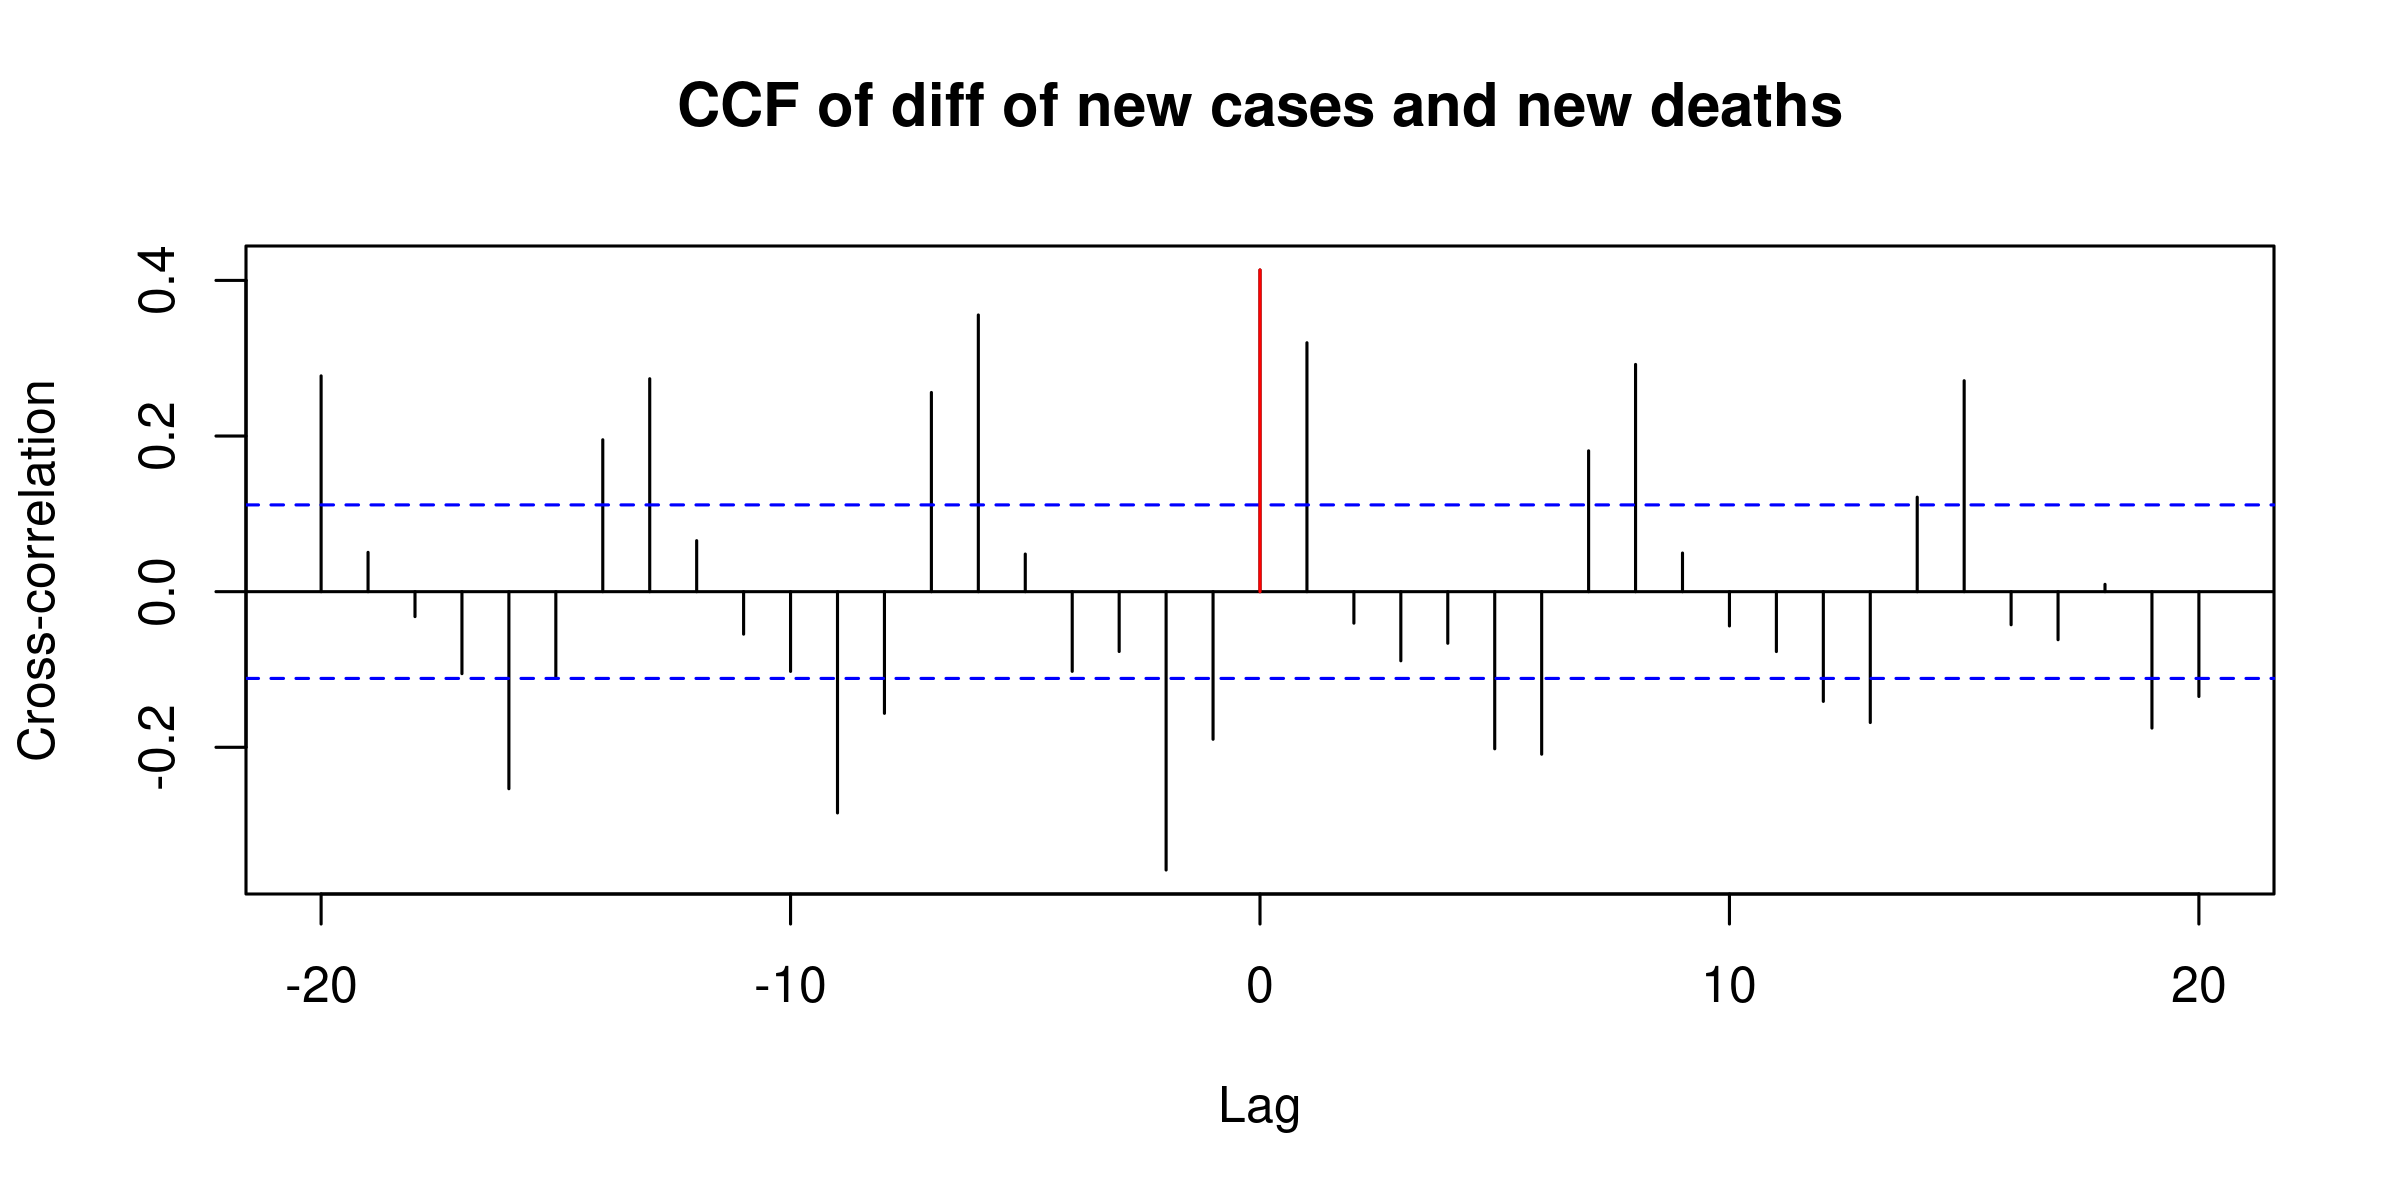 CCF of diff of new cases and new deaths
Cross-correlation
0.4
0.2
0.0
-0.2
-20 -10 0 10 20
Lag